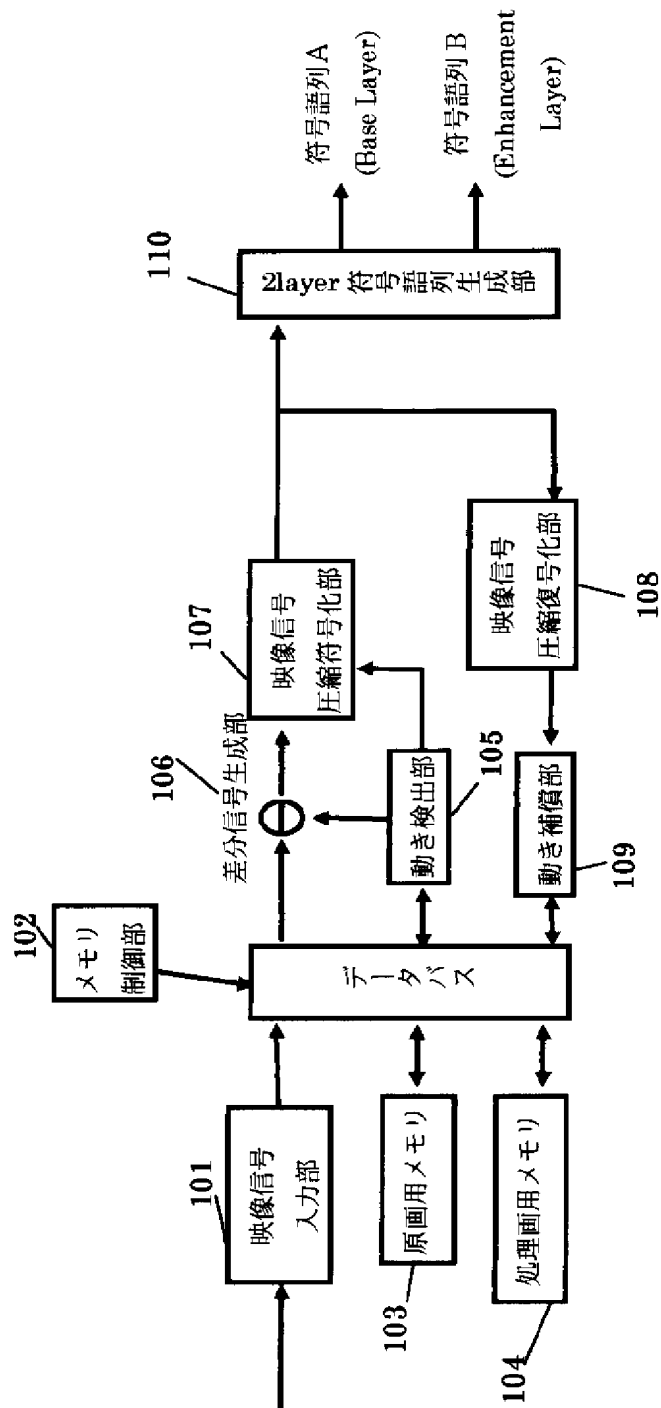 101
映像信号
入力部
102
メモリ
制御部
103
原画用メモリ
104
処理画用メモリ
データバス
差分信号生成部
106
107
映像信号
圧縮符号化部
動き検出部
105
動き補償部
109
映像信号
圧縮復号化部
108
110
2layer 符号語列生成部
符号語列 A
(Base Layer)
符号語列 B
(Enhancement
Layer)